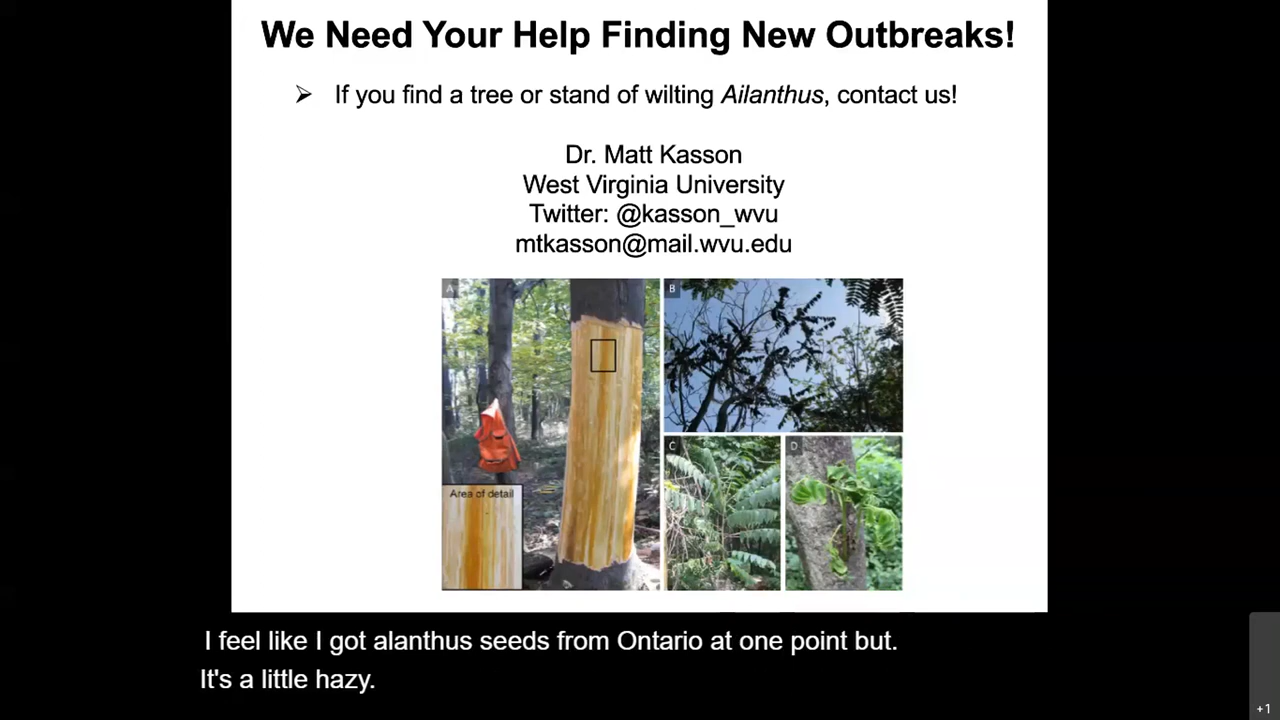 We Need Your Help Finding New Outbreaks!
➢ If you find a tree or stand of wilting Ailanthus, contact us!
Dr. Matt Kasson
West Virginia University
Twitter: @kasson_wvu
mtkasson@mail.wvu.edu
A
B
Area of detail
C
D
I feel like I got alanthus seeds from Ontario at one point but.
It's a little hazy.
+1